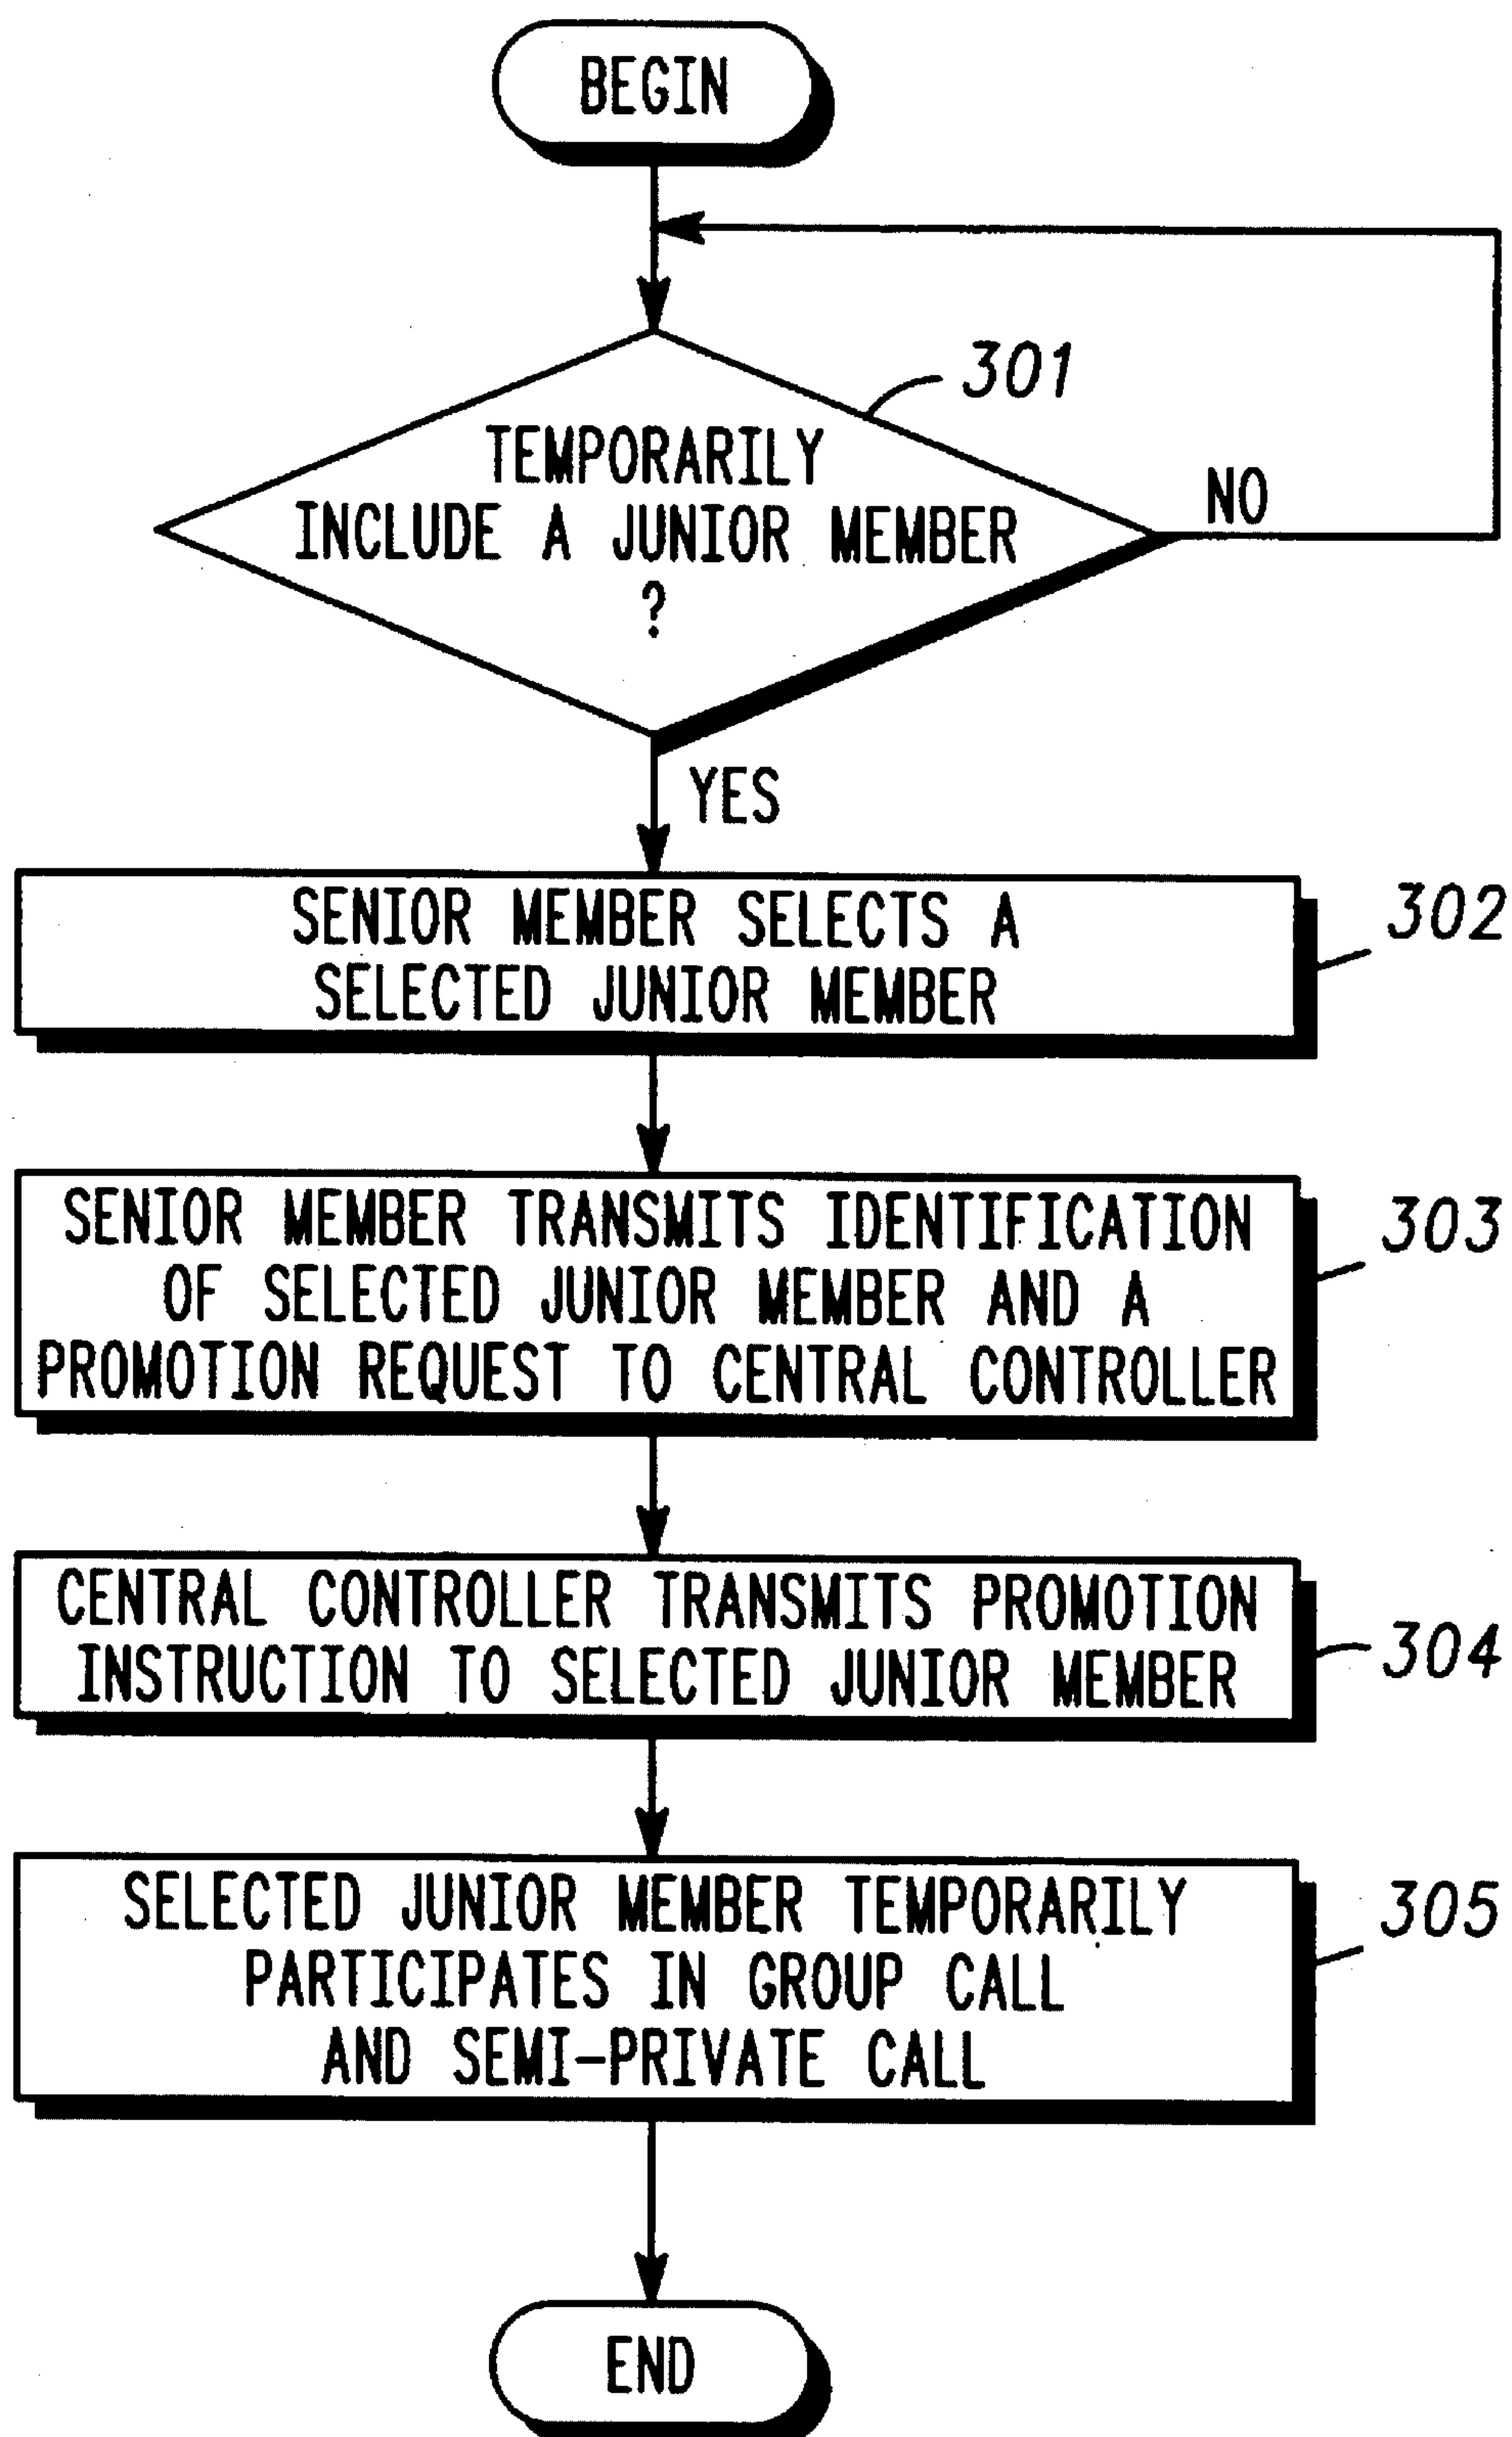 BEGIN
301
TEMPORARILY
INCLUDE A JUNIOR MEMBER
?
NO
YES
SENIOR MEMBER SELECTS A
SELECTED JUNIOR MEMBER
302
SENIOR MEMBER TRANSMITS IDENTIFICATION
OF SELECTED JUNIOR MEMBER AND A
PROMOTION REQUEST TO CENTRAL CONTROLLER
303
CENTRAL CONTROLLER TRANSMITS PROMOTION
INSTRUCTION TO SELECTED JUNIOR MEMBER
304
SELECTED JUNIOR MEMBER TEMPORARILY
PARTICIPATES IN GROUP CALL
AND SEMI-PRIVATE CALL
305
END